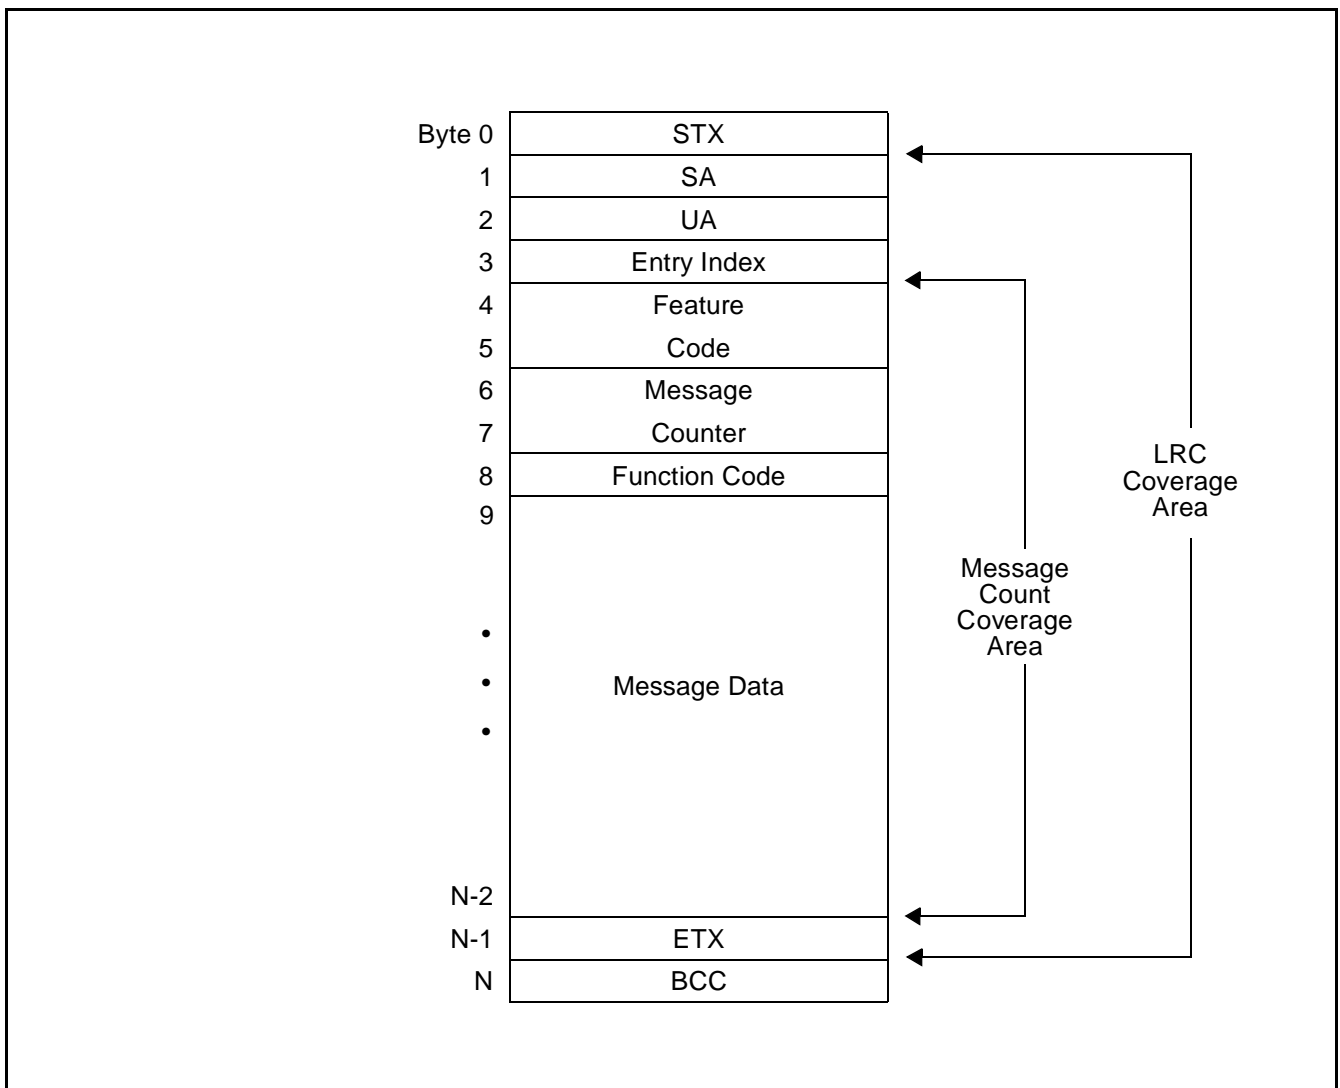 Byte 0 STX
1 SA
2 UA
3 Entry Index
4 Feature
5 Code
6 Message
7 Counter
8 Function Code
9
•
•
•
Message Data
N-2
N-1 ETX
N BCC
Message
Count
Coverage
Area
LRC
Coverage
Area